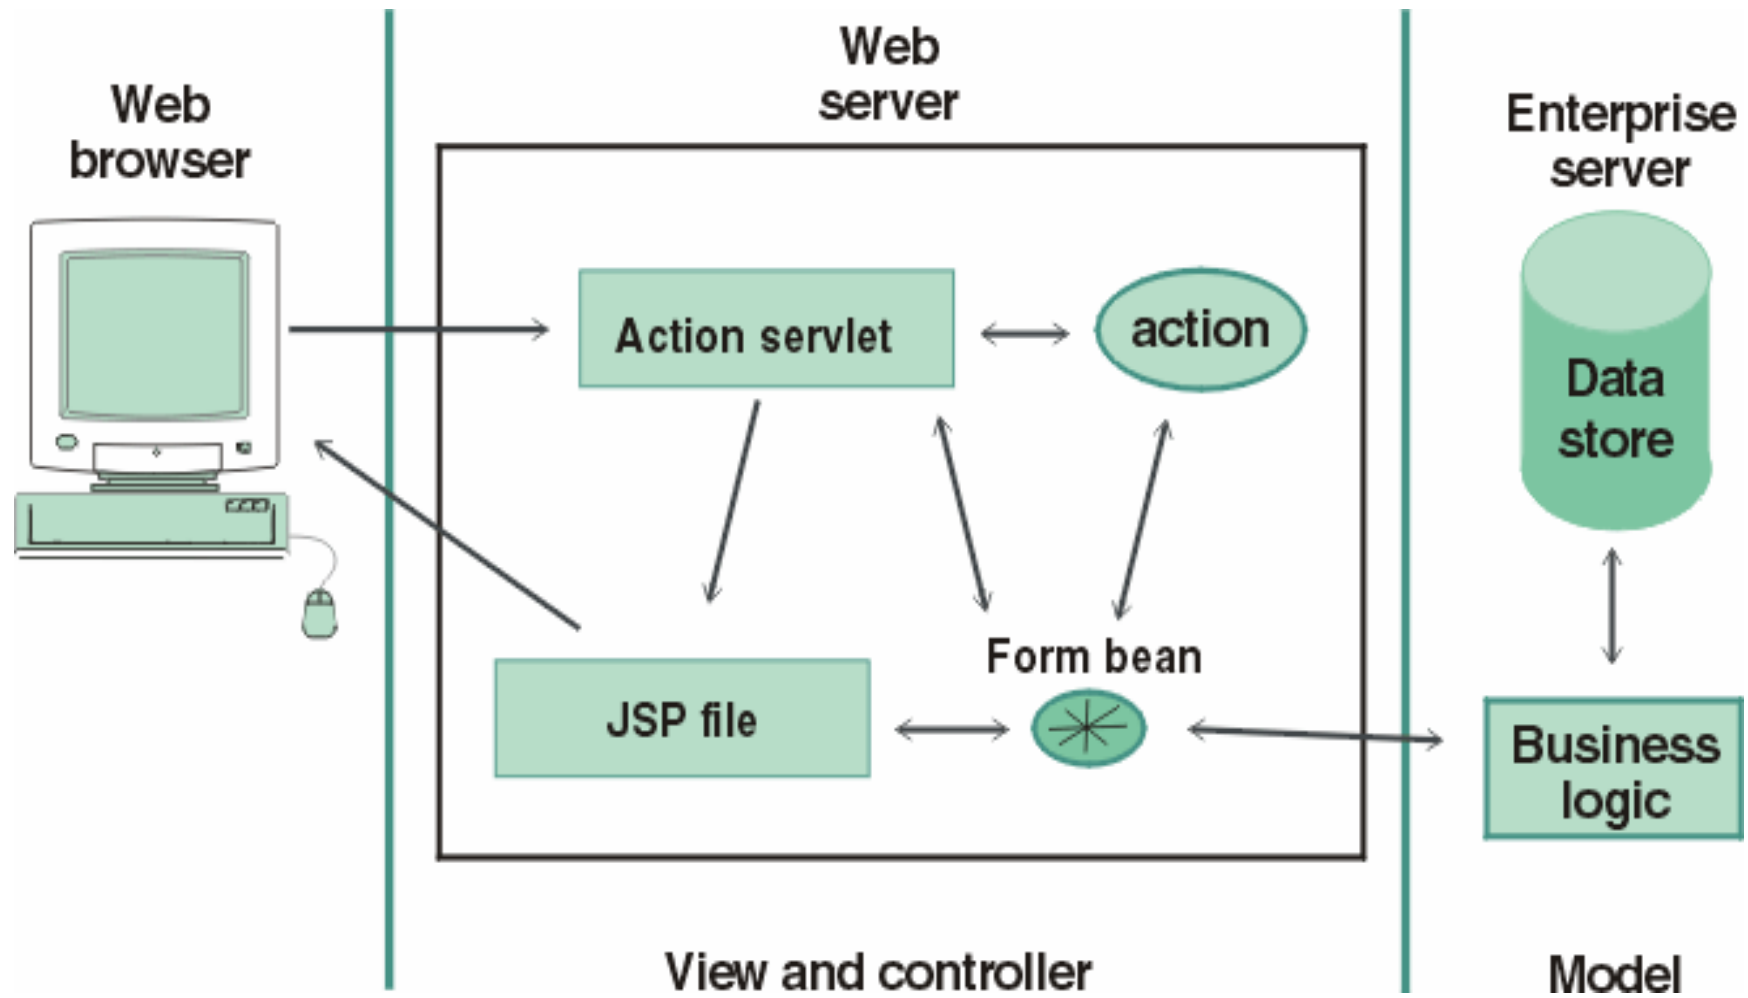 Web
browser
Web
server
Action servlet
action
JSP file
Form bean
View and controller
Enterprise
server
Data
store
Business
logic
Model